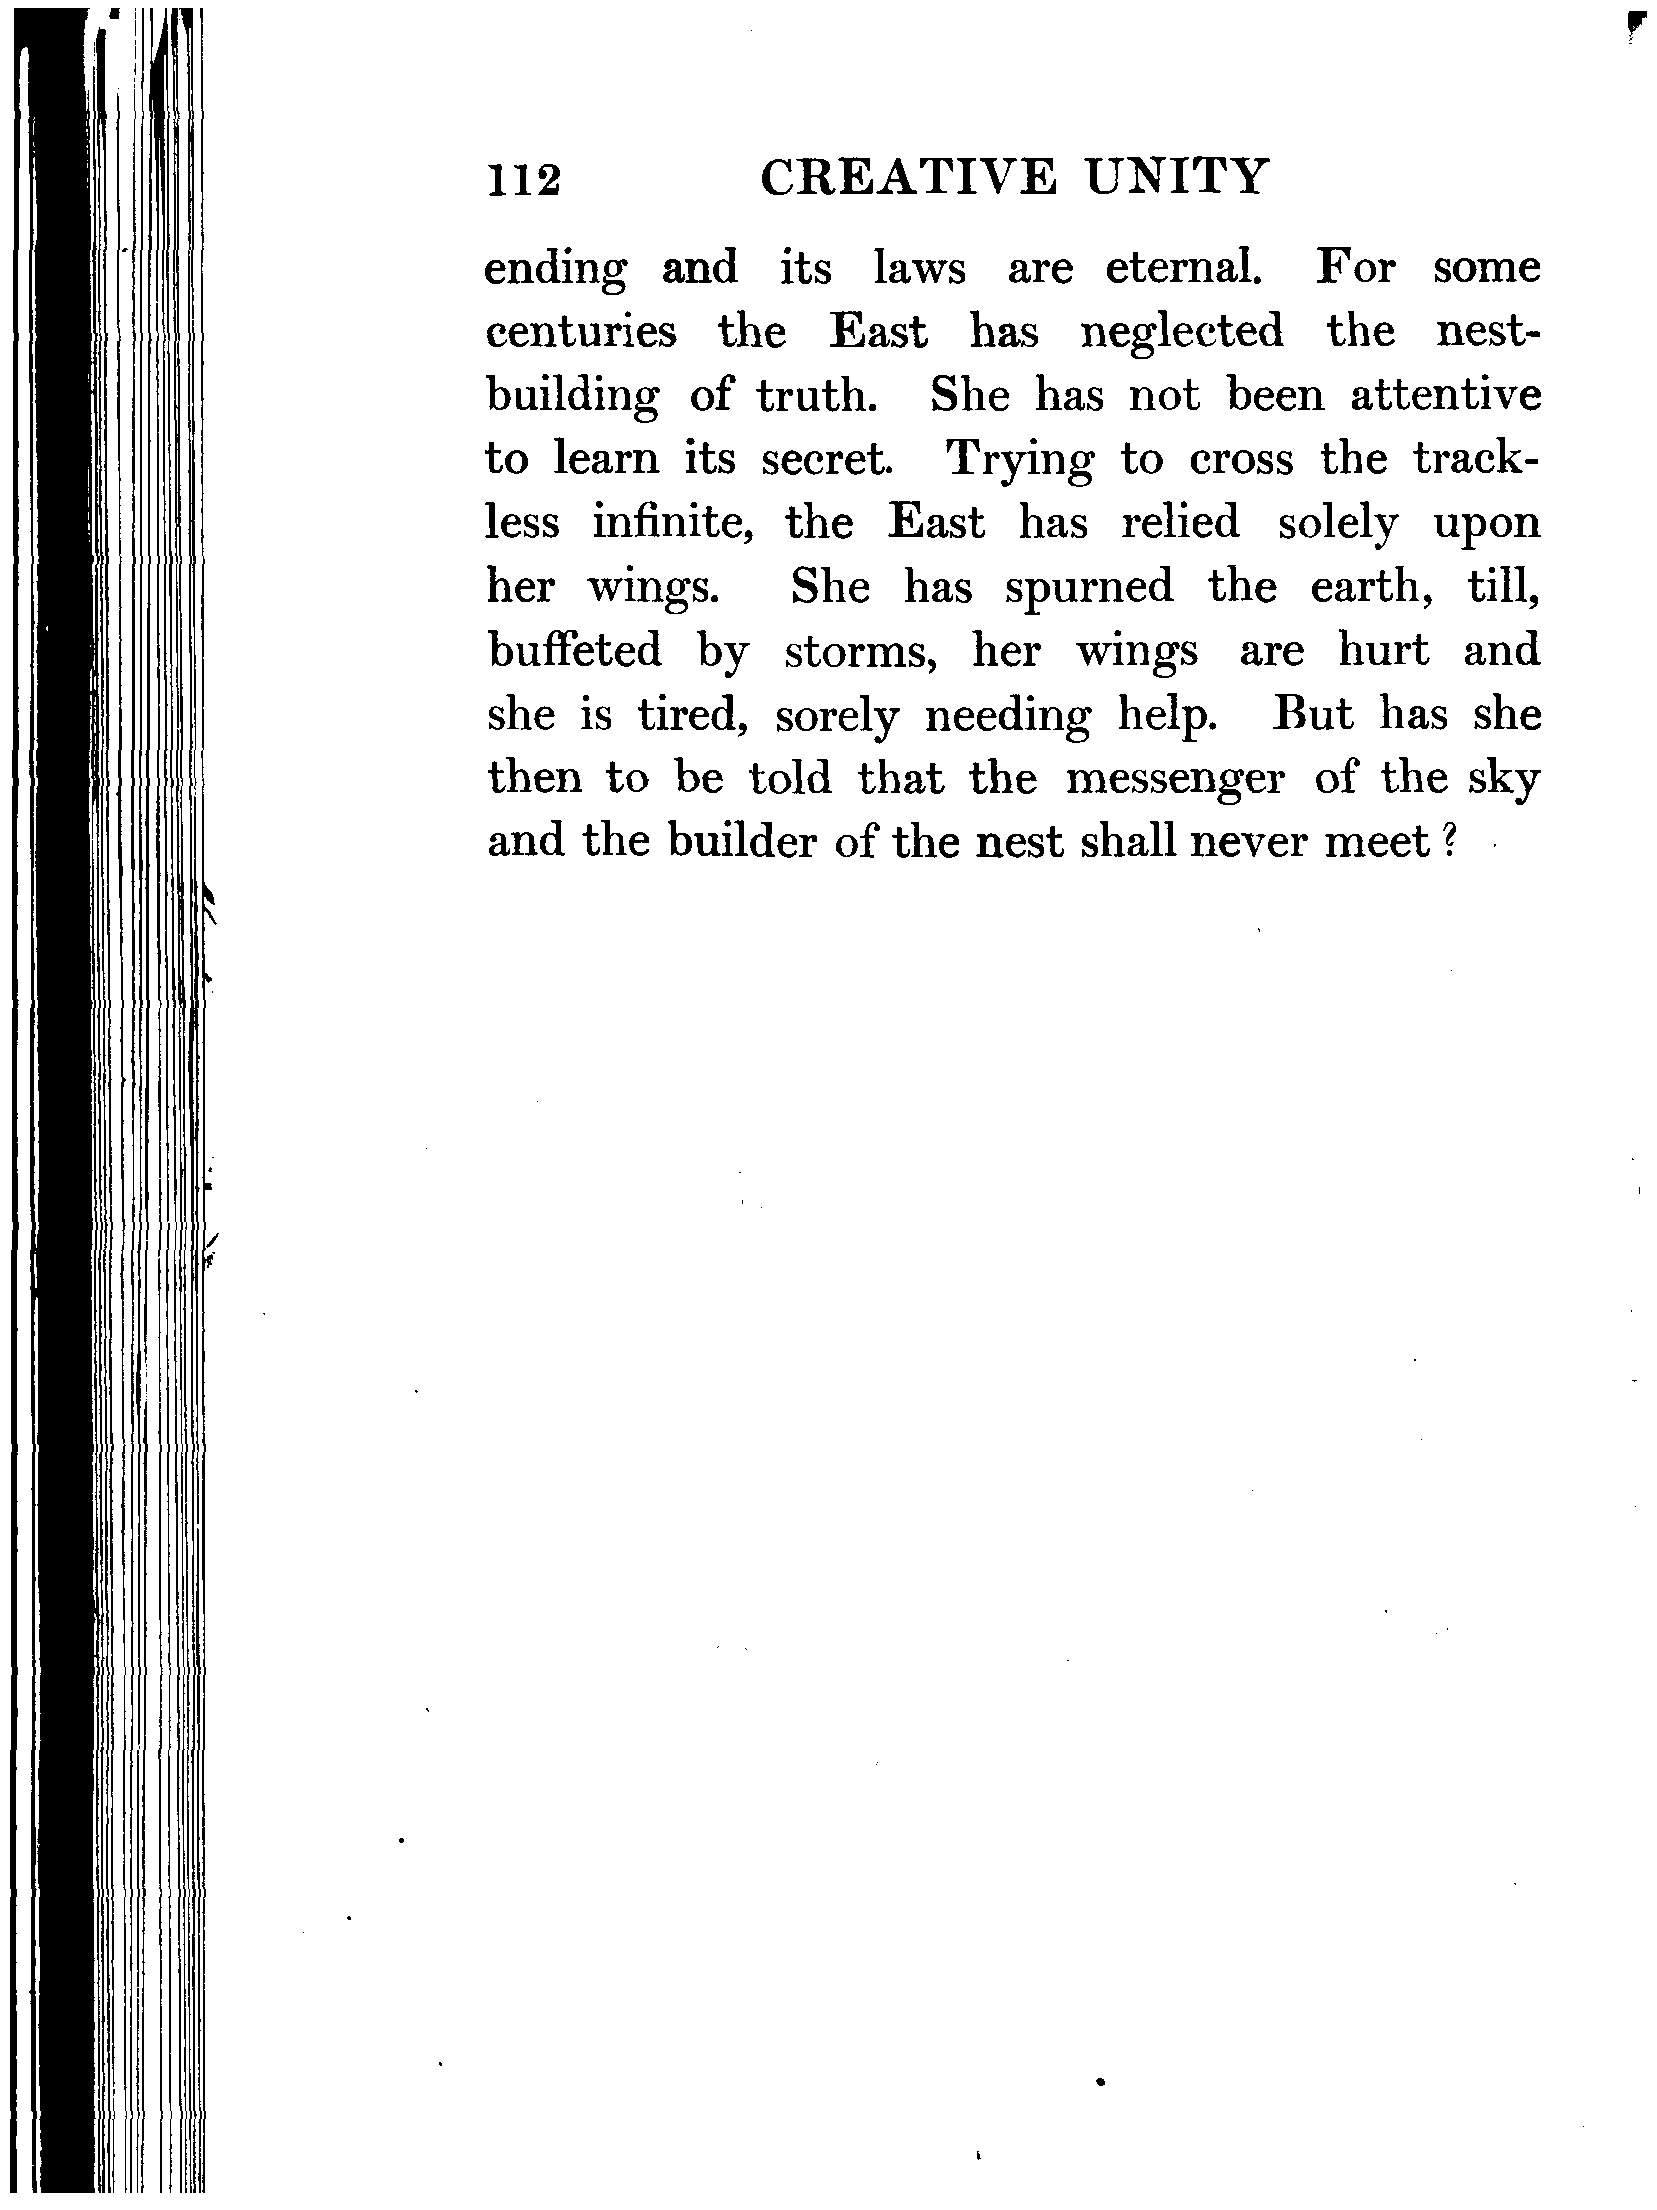 112 CREATIVE UNITY
ending and its laws are eternal. For some
centuries the East has neglected the nest-
building of truth. She has not been attentive
to learn its secret. Trying to cross the track-
less infinite, the East has relied solely upon
her wings. She has spurned the earth, till,
buffeted by storms, her wings are hurt and
she is tired, sorely needing help. But has she
then to be told that the messenger of the sky
and the builder of the nest shall never meet ?